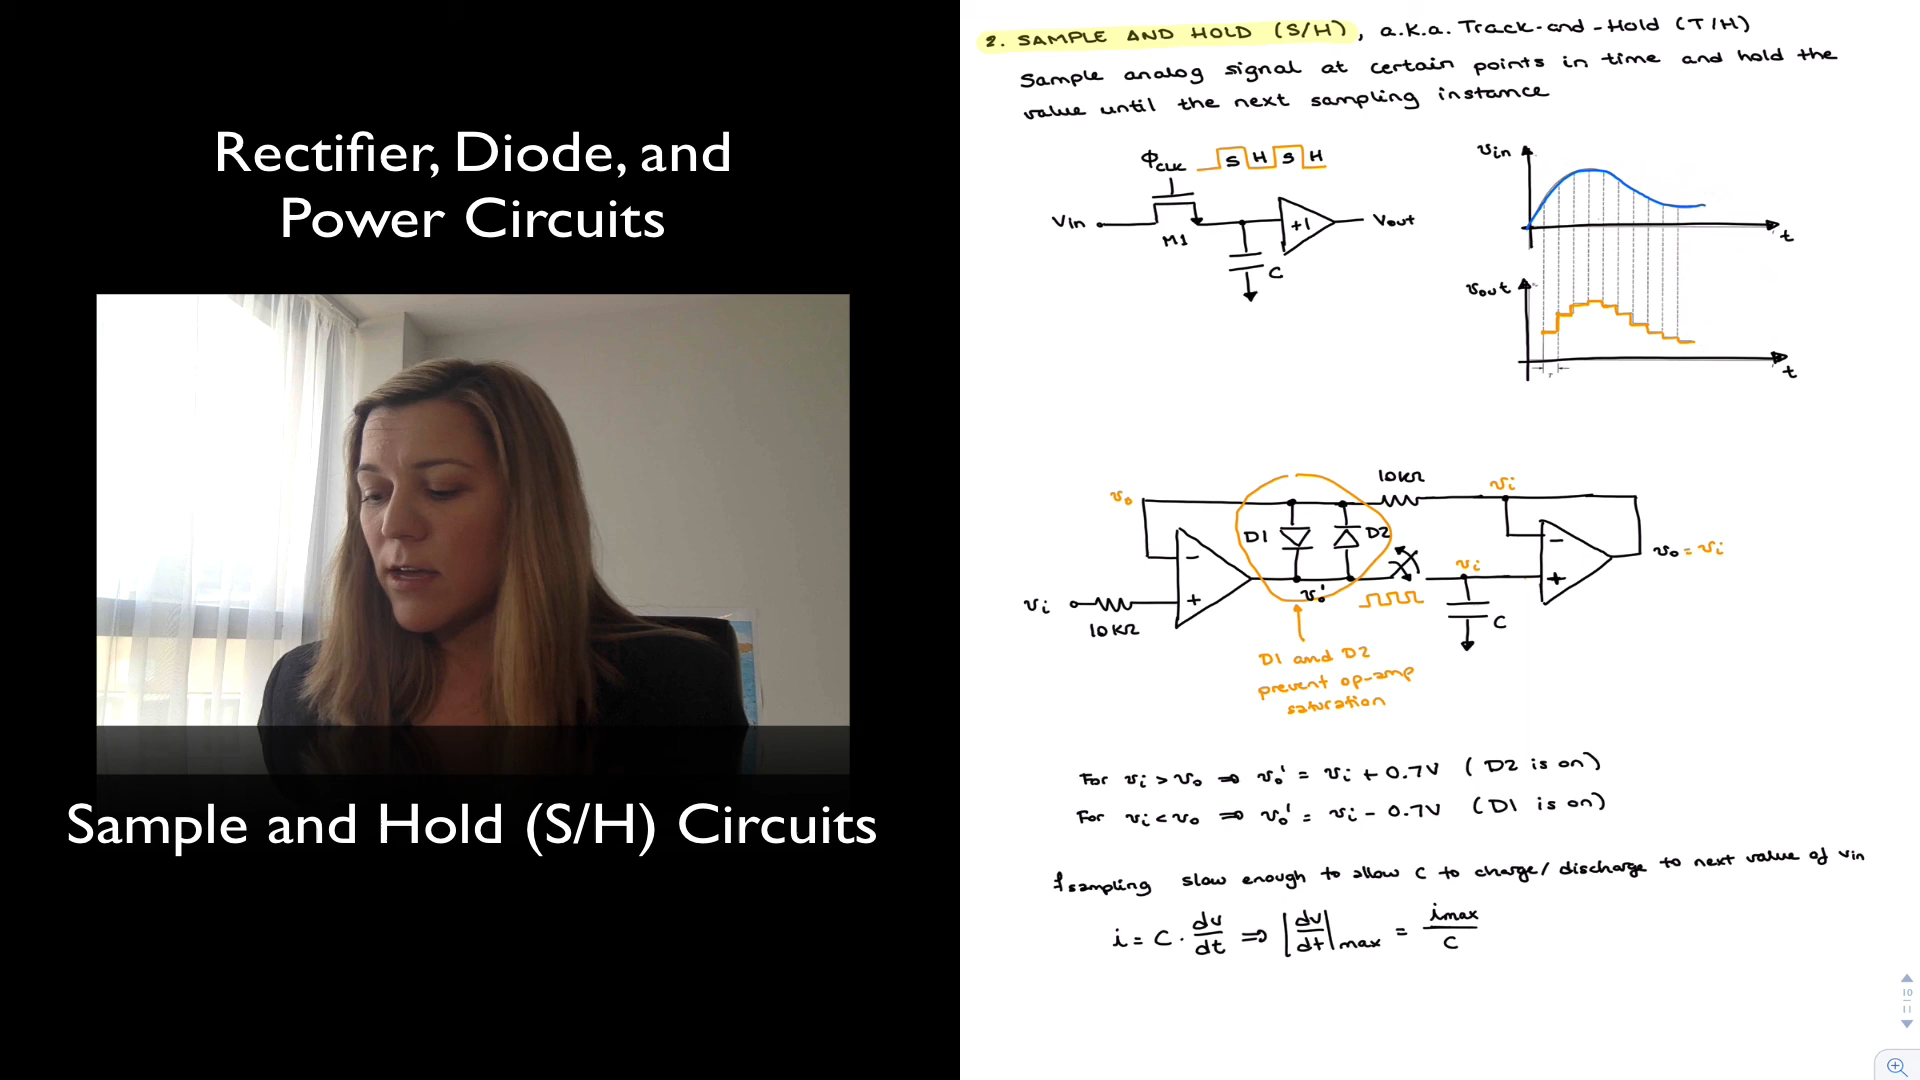 Rectifier, Diode, and
Power Circuits
Sample and Hold (S/H) Circuits
2. SAMPLE AND HOLD (S/H), a.k.a. Track-and-Hold (T/H)
Sample analog signal at certain points in time and hold the
value until the next sampling instance
ΦCLK S H S H
Vin M1 +1 Vout
C
vin
t
vout
T
t
10kΩ
vo vi
D1 D2
− −
vo = vi
vi
+ +
vi vo'
10kΩ C
D1 and D2
prevent op-amp
saturation
For vi > vo ⇒ vo' = vi + 0.7V (D2 is on)
For vi < vo ⇒ vo' = vi − 0.7V (D1 is on)
fsampling slow enough to allow C to charge/discharge to next value of vin
i = C · dv/dt ⇒ |dv/dt|max = imax/C
10
11